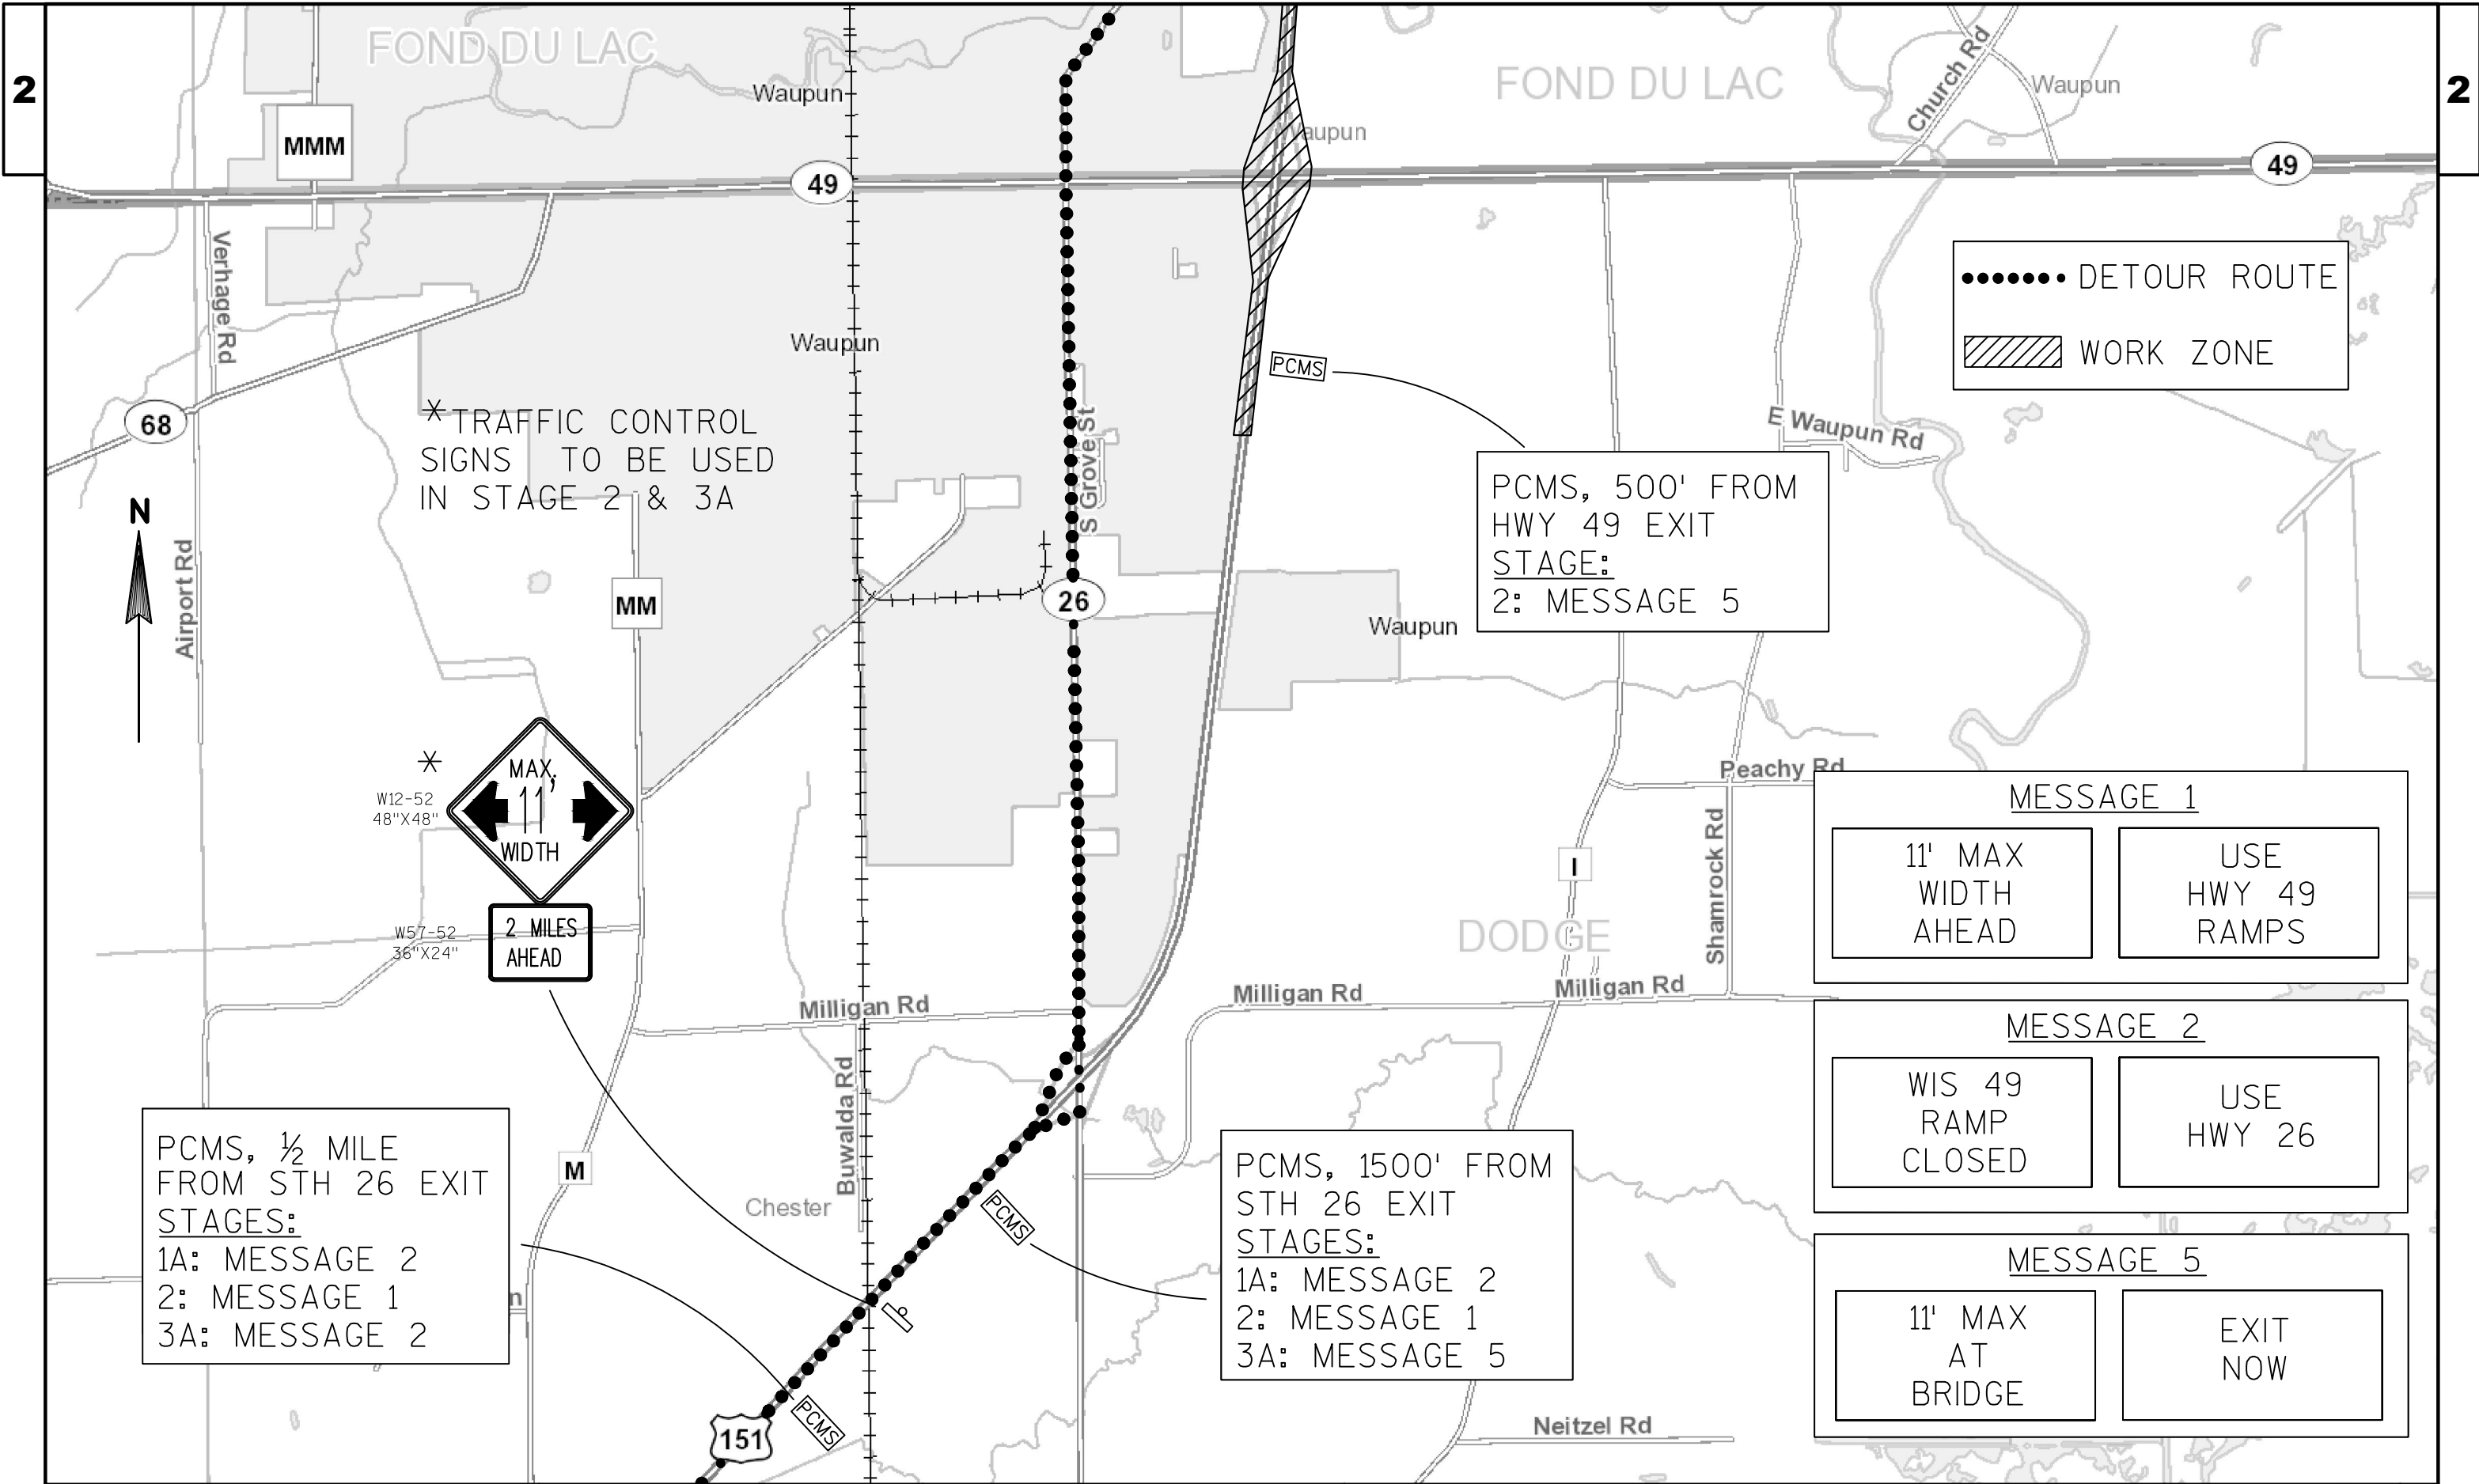 2
2
FOND DU LAC
FOND DU LAC
Waupun
Church Rd
Waupun
MMM
Waupun
49
49
Verhage Rd
DETOUR ROUTE
WORK ZONE
Waupun
PCMS
68
*TRAFFIC CONTROL
SIGNS TO BE USED
IN STAGE 2 & 3A
S Grove St
E Waupun Rd
PCMS, 500' FROM
HWY 49 EXIT
STAGE:
2: MESSAGE 5
N
Airport Rd
MM
26
Waupun
*
W12-52
48"X48"
MAX.
11'
WIDTH
W57-52
36"X24"
2 MILES
AHEAD
Peachy Rd
I
Shamrock Rd
DODGE
MESSAGE 1
11' MAX
WIDTH
AHEAD
USE
HWY 49
RAMPS
Milligan Rd
Milligan Rd
Milligan Rd
MESSAGE 2
WIS 49
RAMP
CLOSED
USE
HWY 26
Buwalda Rd
PCMS, ½ MILE
FROM STH 26 EXIT
STAGES:
1A: MESSAGE 2
2: MESSAGE 1
3A: MESSAGE 2
M
Chester
PCMS
PCMS, 1500' FROM
STH 26 EXIT
STAGES:
1A: MESSAGE 2
2: MESSAGE 1
3A: MESSAGE 5
MESSAGE 5
11' MAX
AT
BRIDGE
EXIT
NOW
n
PCMS
151
Neitzel Rd